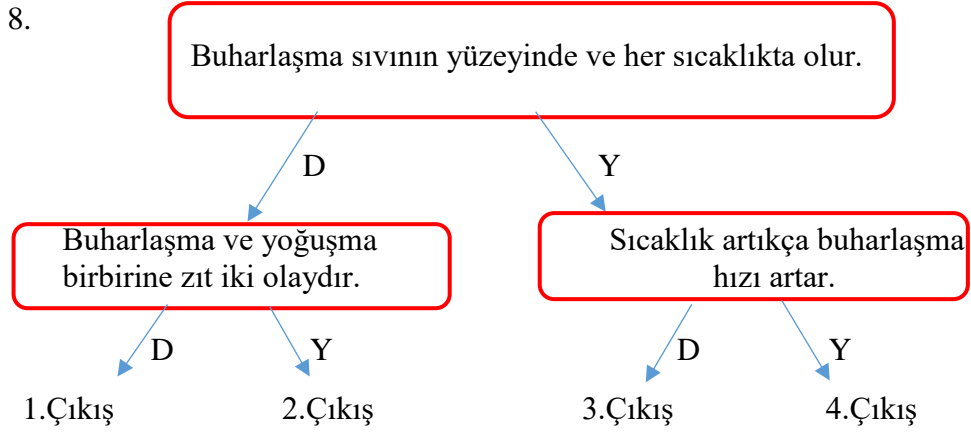 8.
Buharlaşma sıvının yüzeyinde ve her sıcaklıkta olur.
D
Y
Buharlaşma ve yoğuşma
birbirine zıt iki olaydır.
Sıcaklık artıkça buharlaşma
hızı artar.
D
Y
D
Y
1.Çıkış
2.Çıkış
3.Çıkış
4.Çıkış